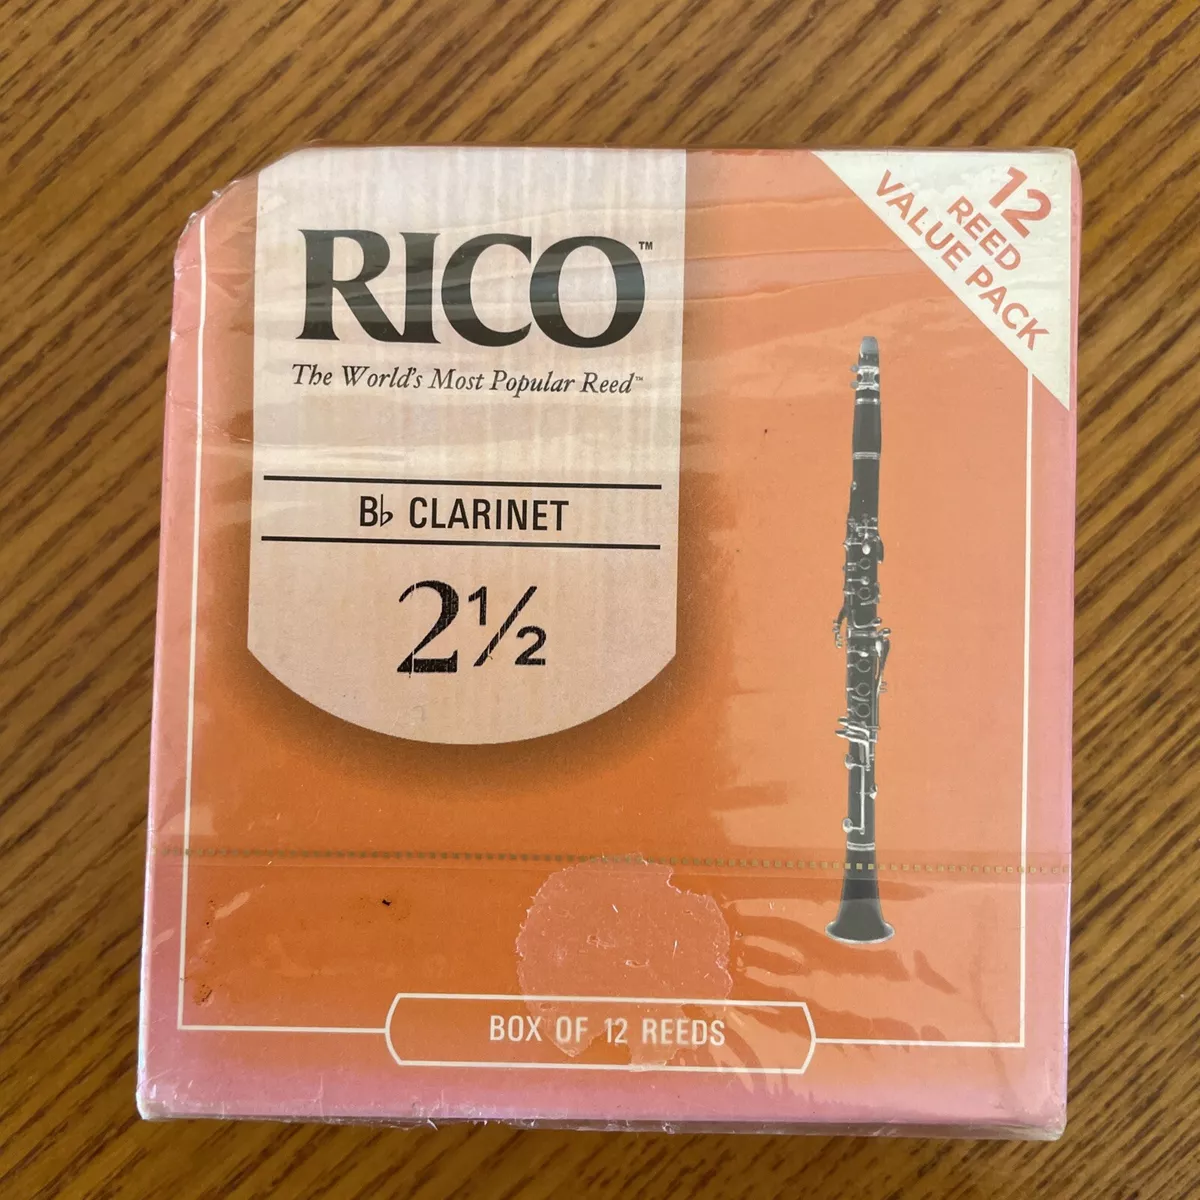 RICO™
The World's Most Popular Reed™
B♭ CLARINET
2½
12
REED
VALUE PACK
BOX OF 12 REEDS